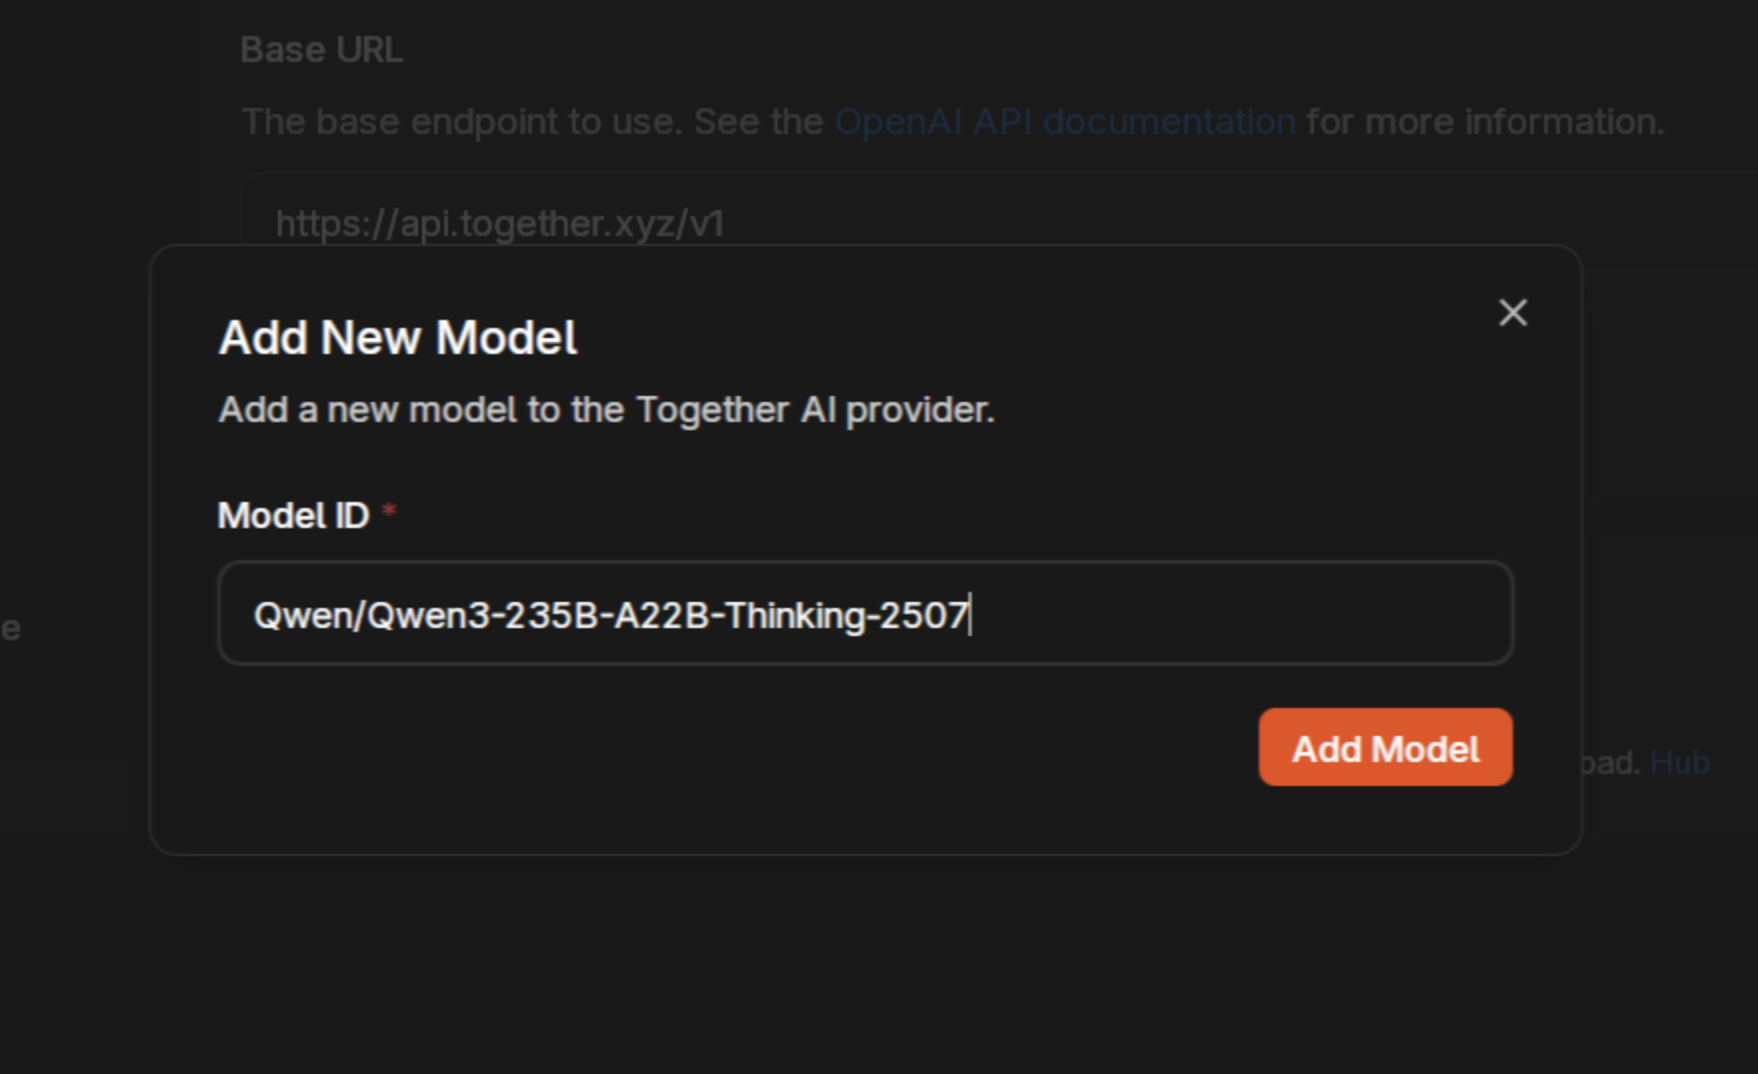 Base URL
The base endpoint to use. See the OpenAI API documentation for more information.
https://api.together.xyz/v1
Add New Model
Add a new model to the Together AI provider.
Model ID *
Qwen/Qwen3-235B-A22B-Thinking-2507
e
Add Model
Hub